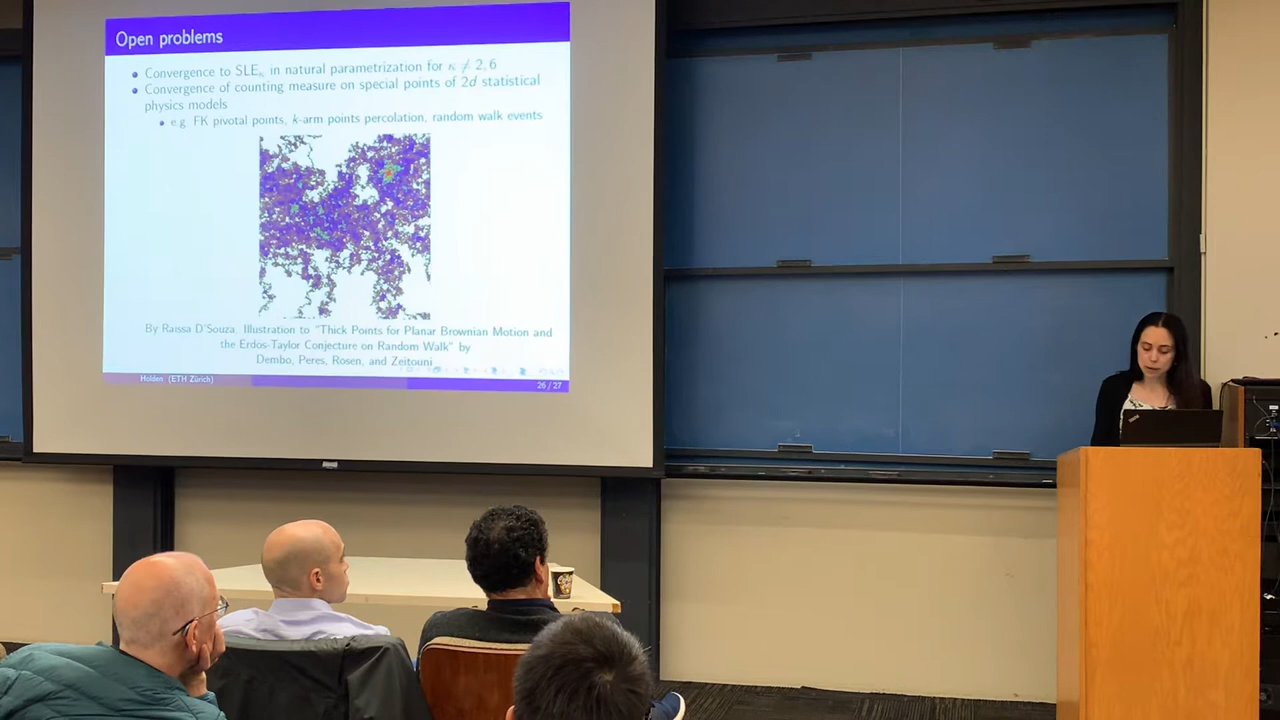 Open problems
Convergence to SLEκ in natural parametrization for κ ≠ 2, 6
Convergence of counting measure on special points of 2d statistical
physics models
e.g. FK pivotal points, k-arm points percolation, random walk events
By Raissa D'Souza. Illustration to "Thick Points for Planar Brownian Motion and
the Erdos-Taylor Conjecture on Random Walk" by
Dembo, Peres, Rosen, and Zeitouni
Holden (ETH Zürich)
26 / 27